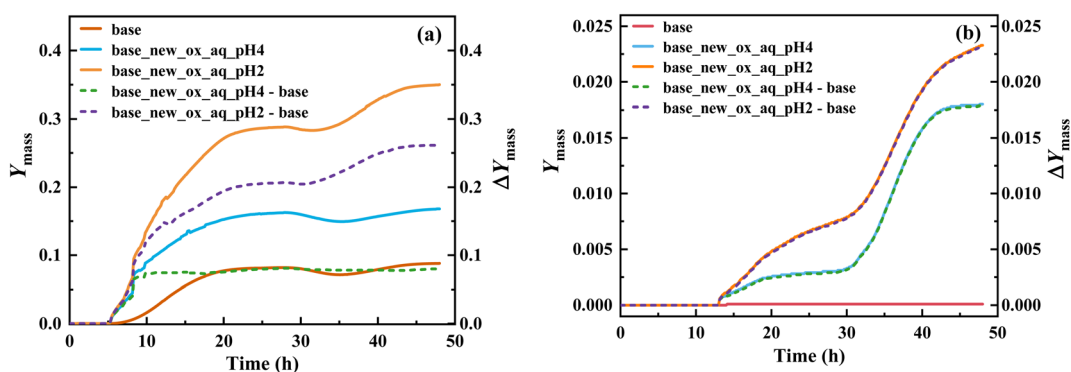 (a)
base
base_new_ox_aq_pH4
base_new_ox_aq_pH2
base_new_ox_aq_pH4 - base
base_new_ox_aq_pH2 - base
0.4
0.3
0.2
0.1
0.0
Ymass
0.4
0.3
0.2
0.1
0.0
ΔYmass
0 10 20 30 40 50
Time (h)
(b)
base
base_new_ox_aq_pH4
base_new_ox_aq_pH2
base_new_ox_aq_pH4 - base
base_new_ox_aq_pH2 - base
0.025
0.020
0.015
0.010
0.005
0.000
Ymass
0.025
0.020
0.015
0.010
0.005
0.000
ΔYmass
0 10 20 30 40 50
Time (h)